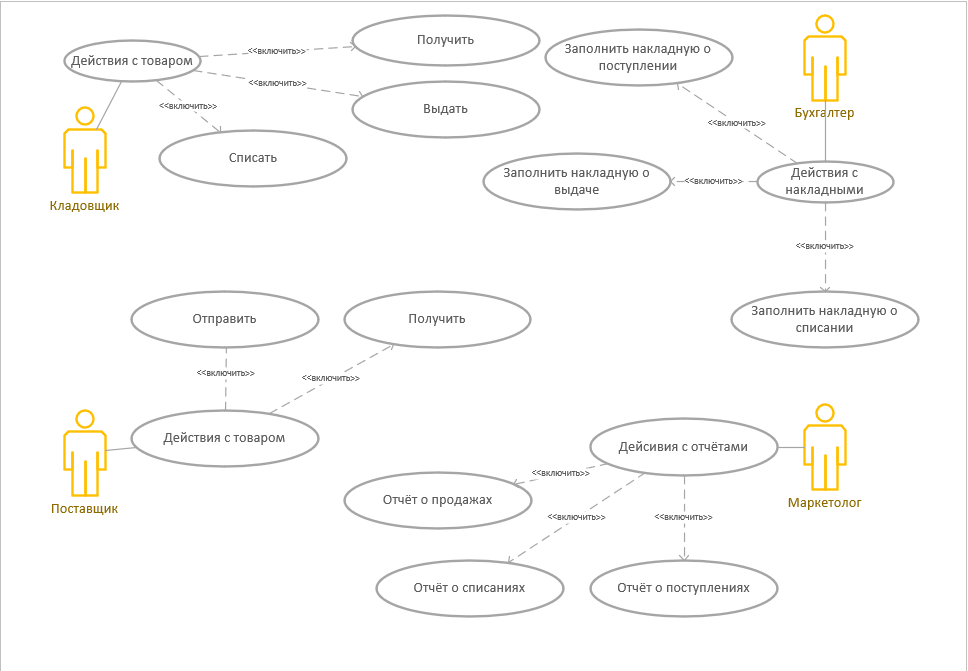 Действия с товаром
<<включить>>
Получить
<<включить>>
Выдать
<<включить>>
Списать
Кладовщик
Заполнить накладную о
поступлении
Бухгалтер
<<включить>>
Заполнить накладную о
выдаче
<<включить>>
Действия с
накладными
<<включить>>
Заполнить накладную о
списании
Отправить
Получить
<<включить>>
<<включить>>
Действия с товаром
Поставщик
Дейсивия с отчётами
Маркетолог
<<включить>>
Отчёт о продажах
<<включить>>
<<включить>>
Отчёт о списаниях
Отчёт о поступлениях